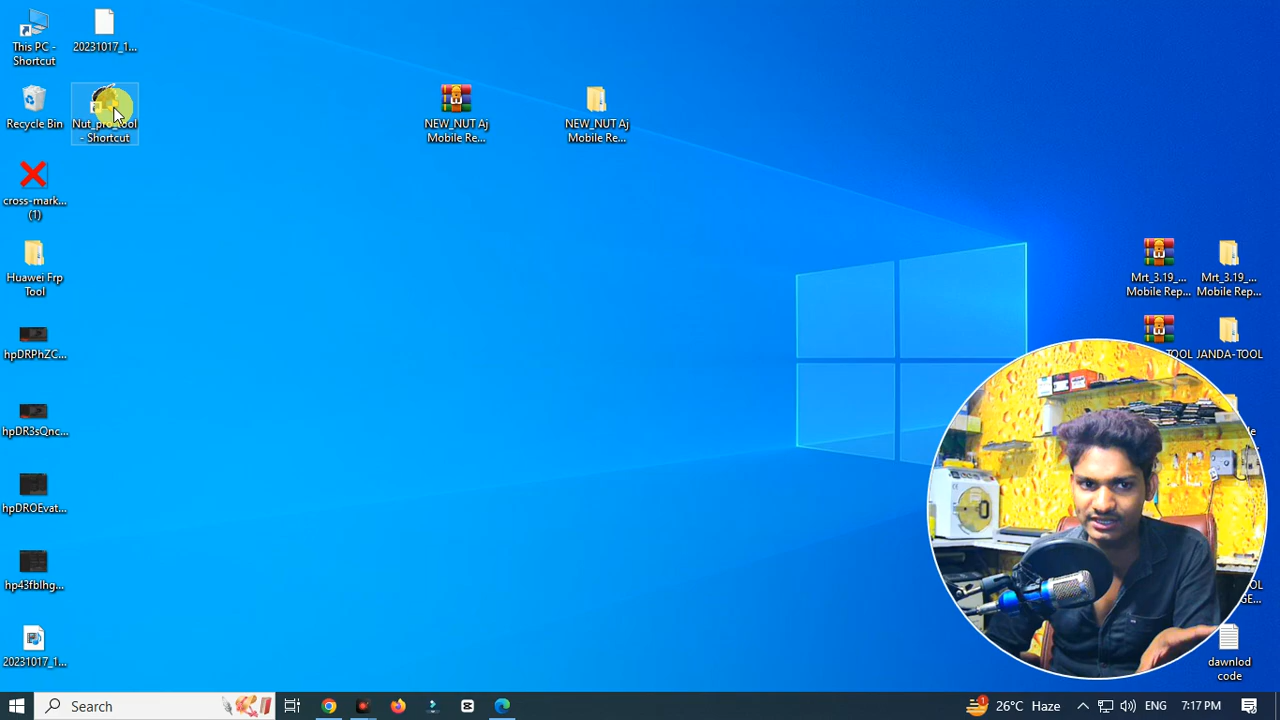 This PC -
Shortcut
20231017_1...
Recycle Bin
Nut_pro_tool
- Shortcut
NEW_NUT Aj
Mobile Re...
NEW_NUT Aj
Mobile Re...
cross-mark...
(1)
Huawei Frp
Tool
Mrt_3.19_...
Mobile Rep...
Mrt_3.19_...
Mobile Rep...
hpDRPhZC...
TOOL
JANDA-TOOL
hpDR3sQnc...
hpDROEvat...
hp43fblhg...
20231017_1...
dawnlod
code
Search
26°C Haze
ENG
7:17 PM
1